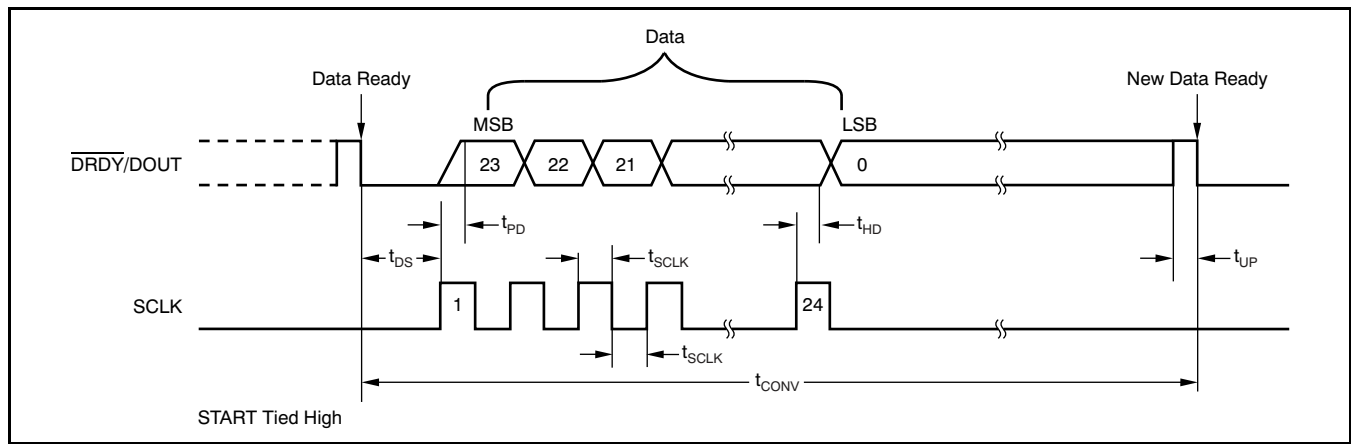 Data
Data Ready
New Data Ready
MSB
LSB
DRDY/DOUT
23
22
21
0
tPD
tHD
tDS
tSCLK
tUP
SCLK
1
24
tSCLK
tCONV
START Tied High